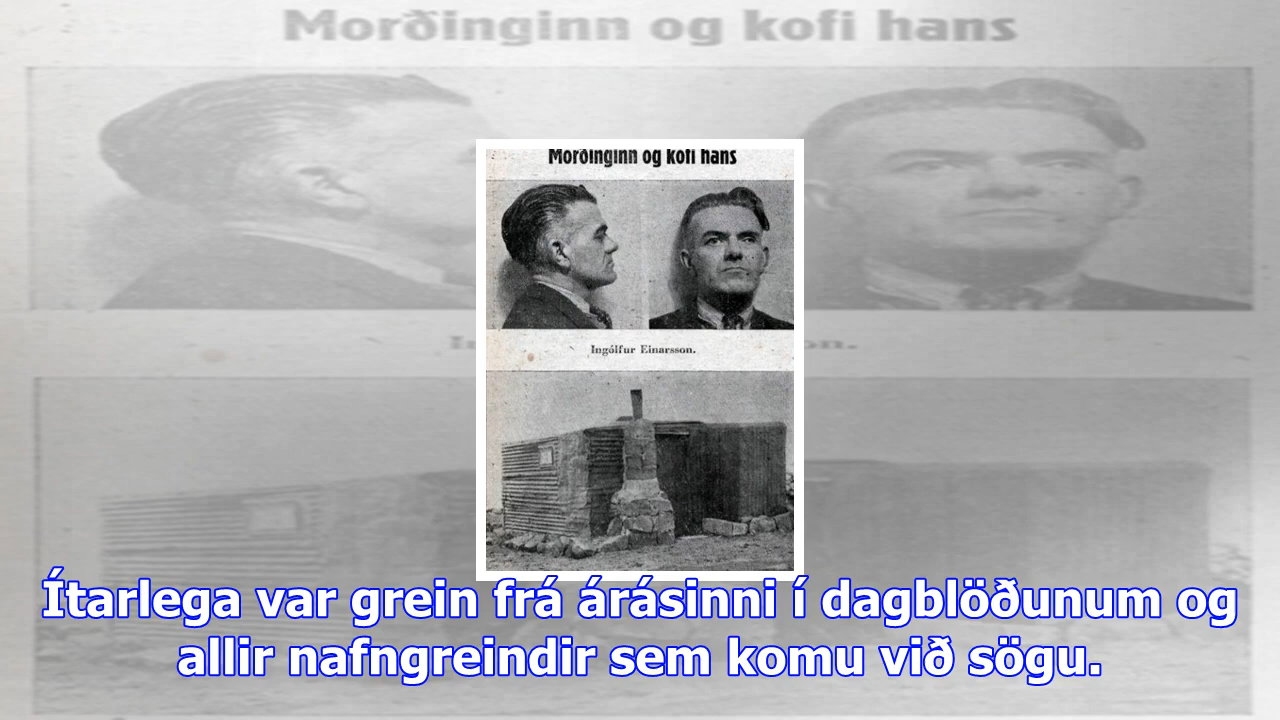 Morðinginn og kofi hans
Morðinginn og kofi hans
Ingólfur Einarsson.
Ítarlega var grein frá árásinni í dagblöðunum og
allir nafngreindir sem komu við sögu.